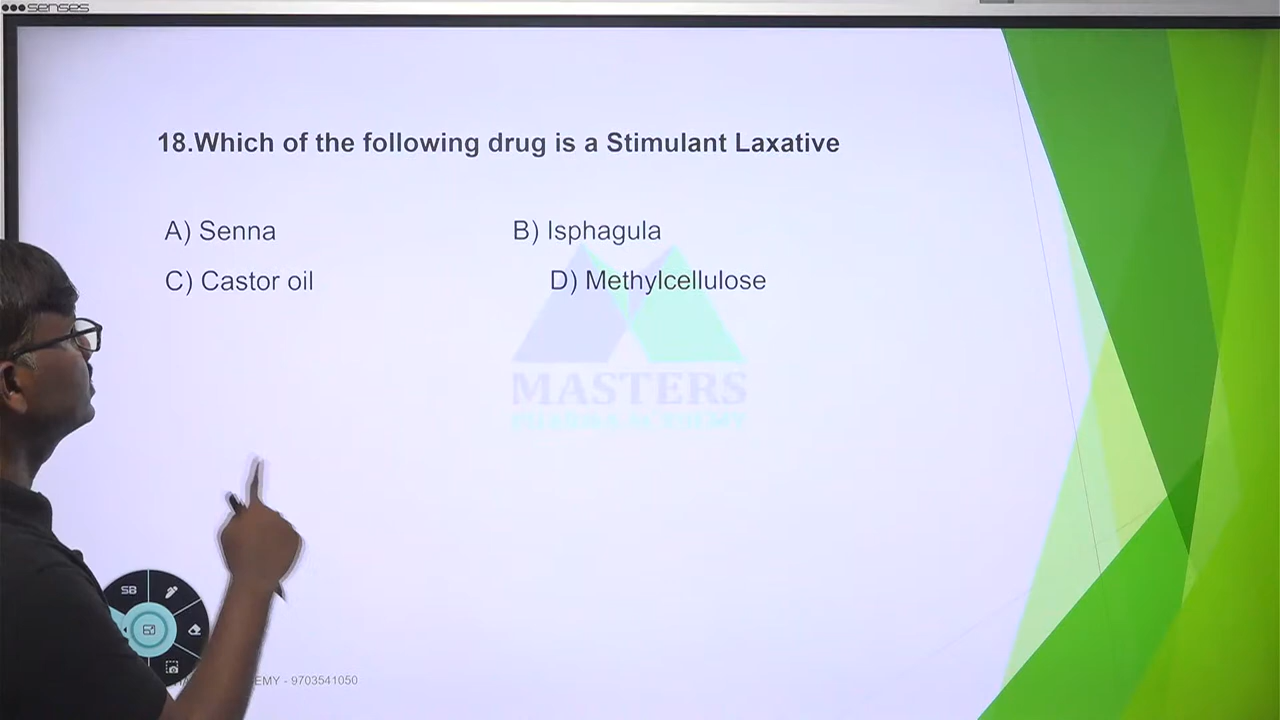 senses
18.Which of the following drug is a Stimulant Laxative
A) Senna
B) Isphagula
C) Castor oil
D) Methylcellulose
MASTERS
SB
EMY - 9703541050